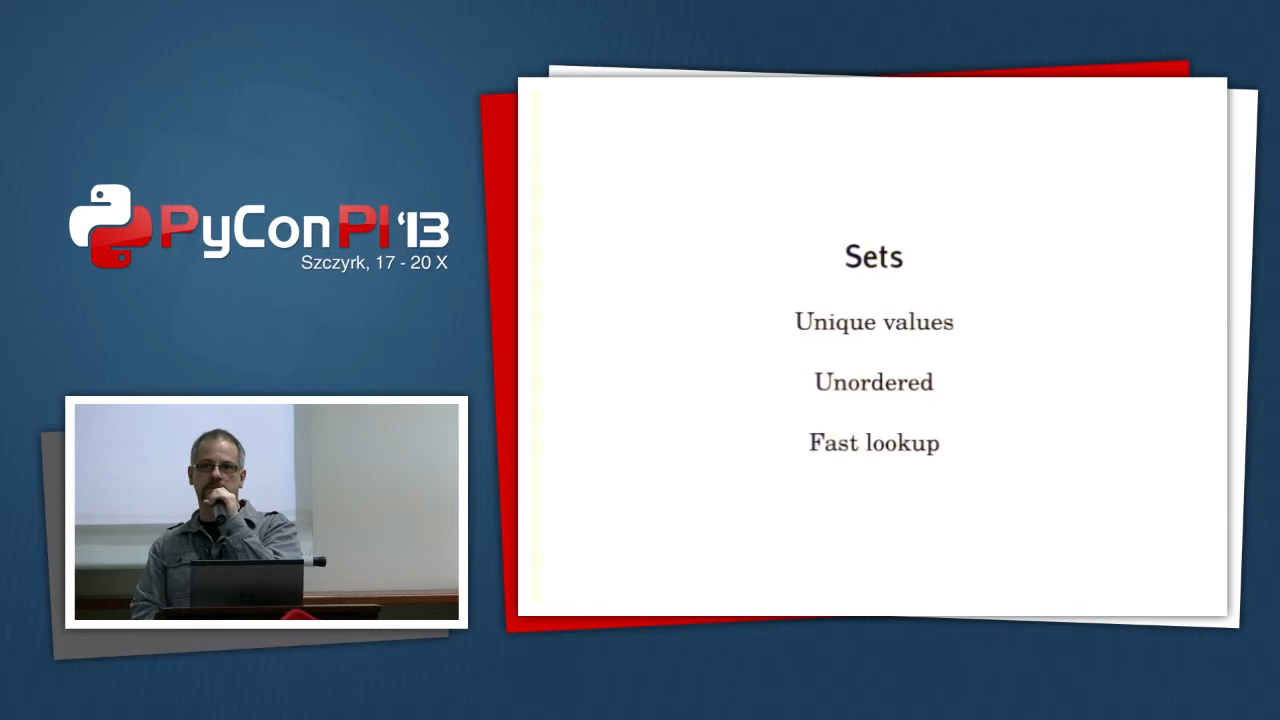 PyCon Pl '13
Szczyrk, 17 - 20 X
Sets
Unique values
Unordered
Fast lookup